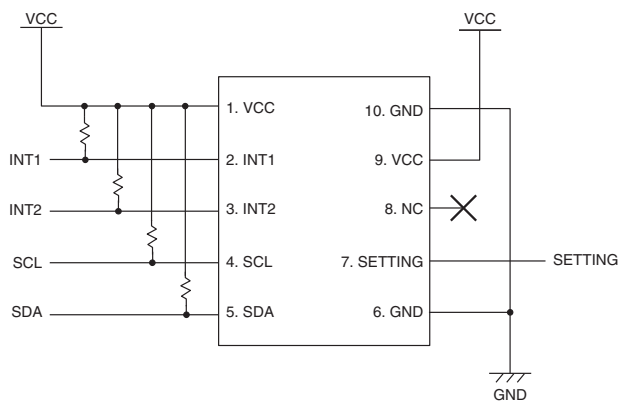 VCC
VCC
1. VCC
10. GND
INT1
2. INT1
9. VCC
INT2
3. INT2
8. NC
SCL
4. SCL
7. SETTING
SETTING
SDA
5. SDA
6. GND
GND